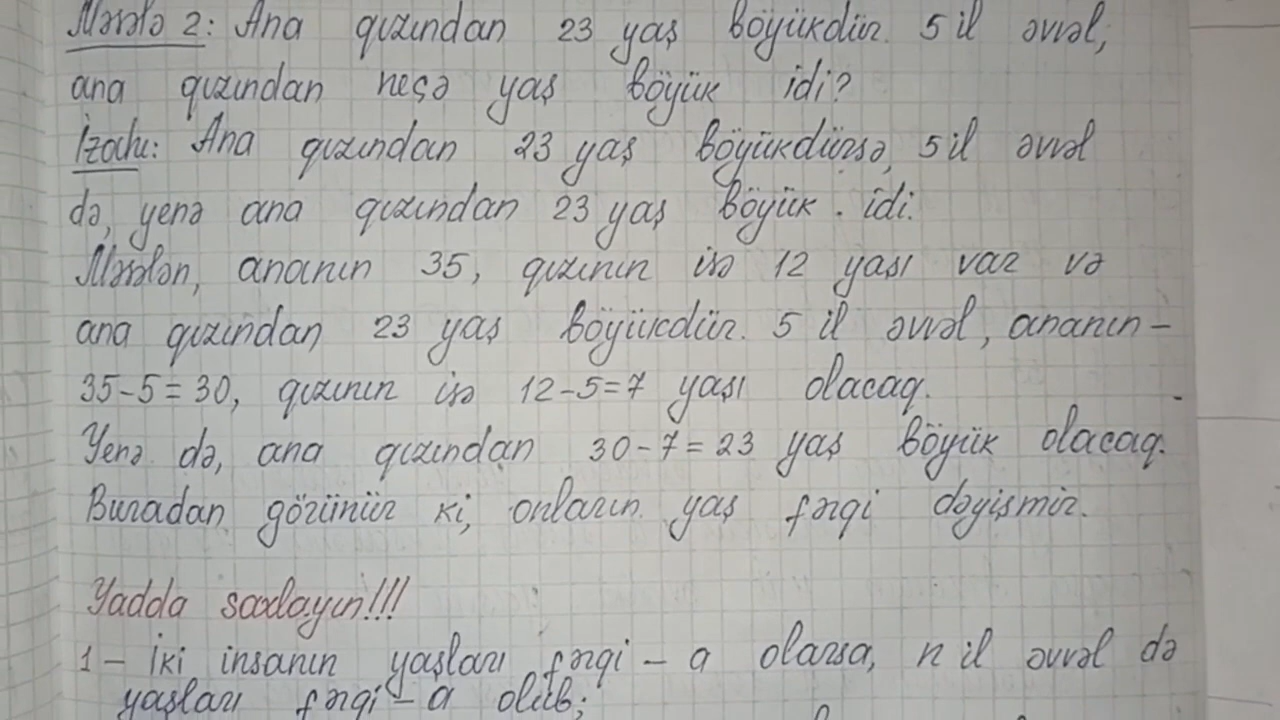 Məsələ 2: Ana qızından 23 yaş böyükdür. 5 il əvvəl,
ana qızından neçə yaş böyük idi?
İzahı: Ana qızından 23 yaş böyükdürsə, 5 il əvvəl
də, yenə ana qızından 23 yaş böyük idi.
Məsələn, ananın 35, qızının isə 12 yaşı var və
ana qızından 23 yaş böyükdür. 5 il əvvəl, ananın-
35-5=30, qızının isə 12-5=7 yaşı olacaq.
Yenə də, ana qızından 30-7=23 yaş böyük olacaq.
Buradan görünür ki, onların yaş fərqi dəyişmir.
Yadda saxlayın!!!
1- İki insanın yaşları fərqi - a olarsa, n il əvvəl də
yaşları fərqi - a olub;